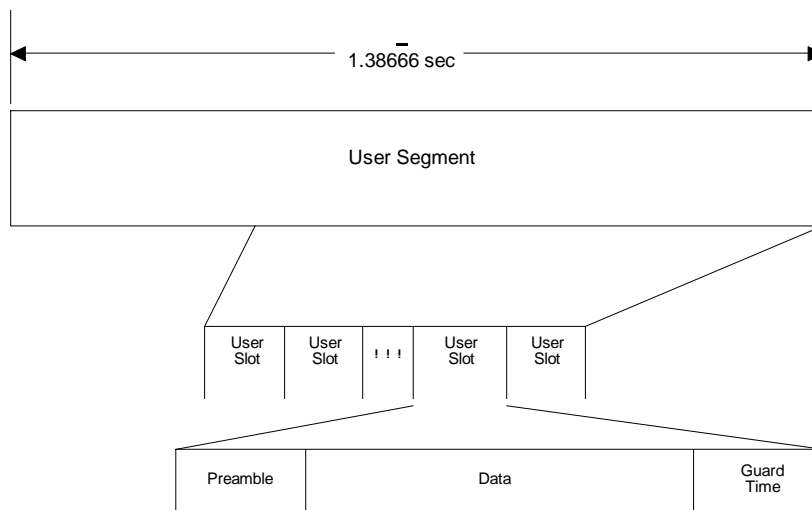 1.38666̅ sec
User Segment
User Slot
User Slot
! ! !
User Slot
User Slot
Preamble
Data
Guard Time